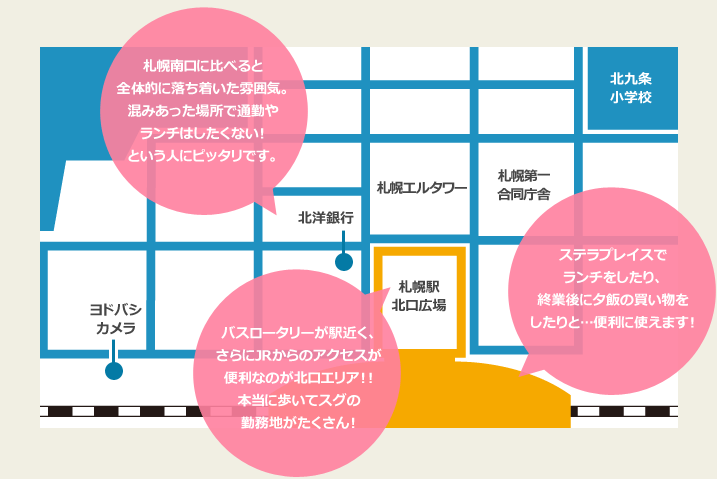 札幌南口に比べると
全体的に落ち着いた雰囲気。
混みあった場所で通勤や
ランチはしたくない!
という人にピッタリです。
北九条
小学校
札幌エルタワー
札幌第一
合同庁舎
北洋銀行
ヨドバシ
カメラ
札幌駅
北口広場
ステラプレイスで
ランチをしたり、
終業後に夕飯の買い物を
したりと…便利に使えます!
バスロータリーが駅近く、
さらにJRからのアクセスが
便利なのが北口エリア!!
本当に歩いてスグの
勤務地がたくさん!